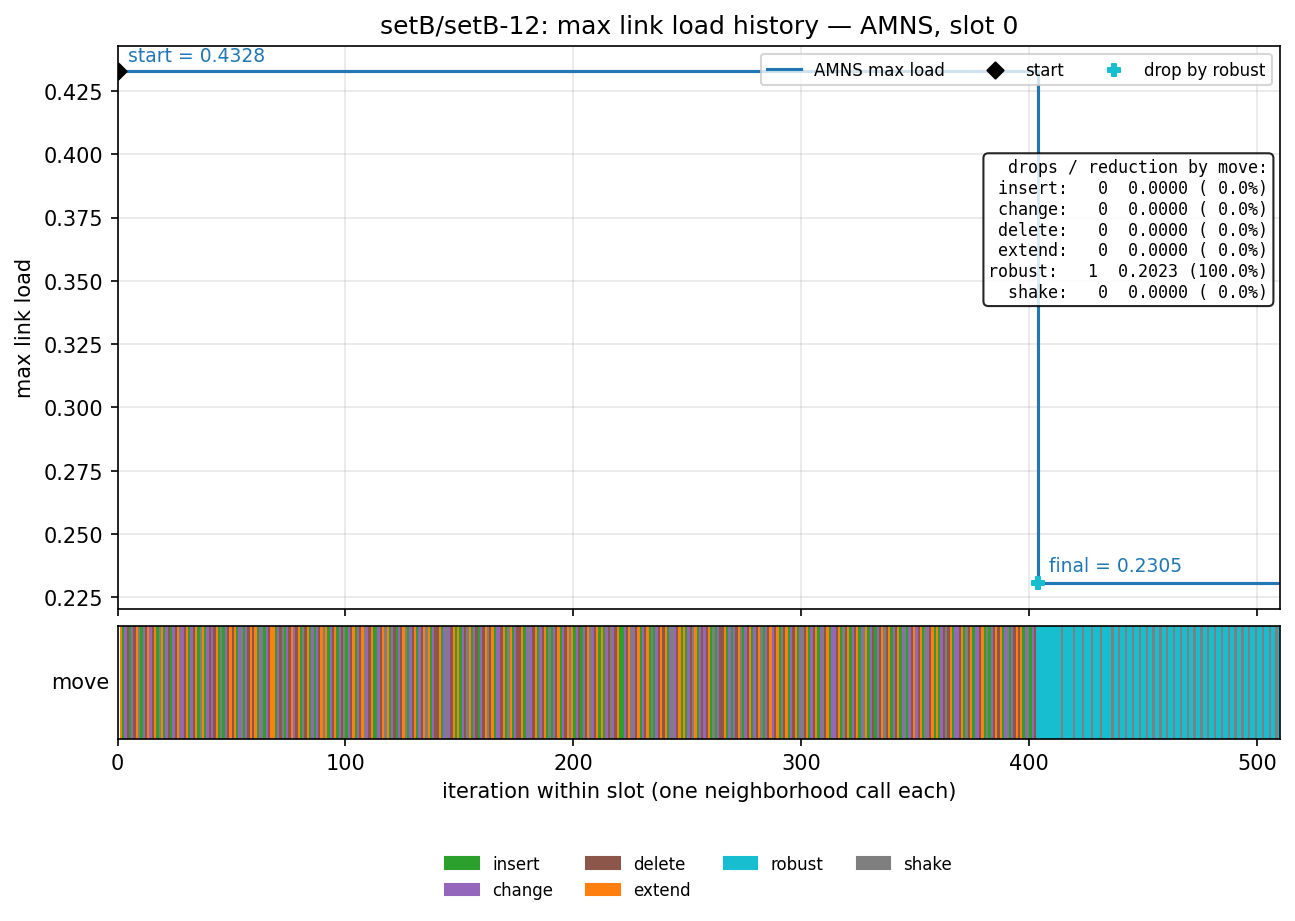 setB/setB-12: max link load history — AMNS, slot 0
start = 0.4328
AMNS max load start drop by robust
0.425
0.400
0.375
0.350
0.325
0.300
0.275
0.250
0.225
max link load
drops / reduction by move:
insert: 0 0.0000 ( 0.0%)
change: 0 0.0000 ( 0.0%)
delete: 0 0.0000 ( 0.0%)
extend: 0 0.0000 ( 0.0%)
robust: 1 0.2023 (100.0%)
shake: 0 0.0000 ( 0.0%)
final = 0.2305
move
0 100 200 300 400 500
iteration within slot (one neighborhood call each)
insert delete robust shake
change extend